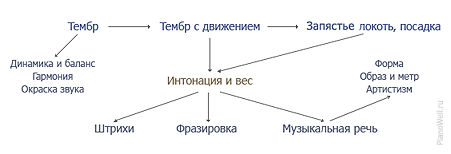 Тембр
Тембр с движением
Запястье локоть, посадка
Динамика и баланс
Гармония
Окраска звука
Интонация и вес
Форма
Образ и метр
Артистизм
Штрихи
Фразировка
Музыкальная речь
PianoWell.ru